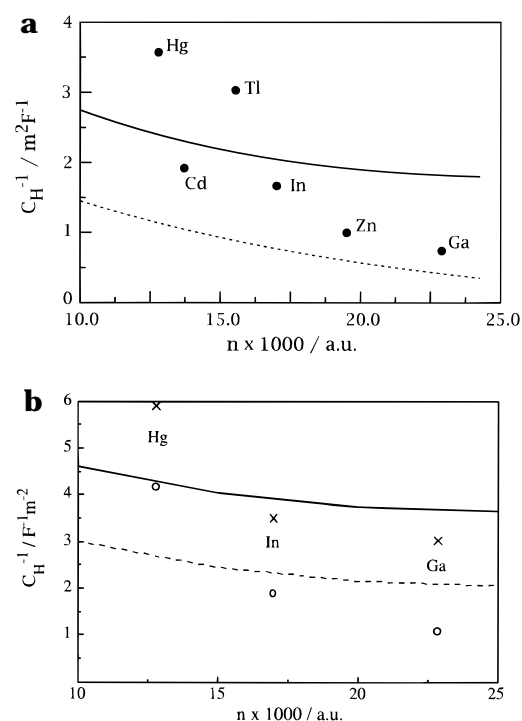 a
4
Hg
Tl
3
C_H^-1 / m²F^-1
2
Cd
In
Zn
1
Ga
0
10.0 15.0 20.0 25.0
n x 1000 / a.u.
b
6
Hg
5
4
C_H^-1/F^-1m^-2
3
In
Ga
2
1
10 15 20 25
n x 1000 / a.u.